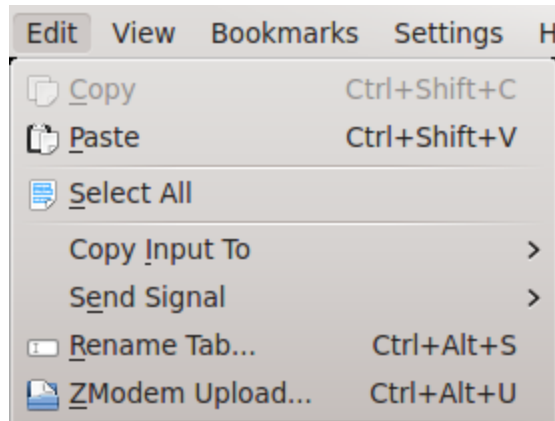 Edit View Bookmarks Settings
Copy Ctrl+Shift+C
Paste Ctrl+Shift+V
Select All
Copy Input To
Send Signal
Rename Tab... Ctrl+Alt+S
ZModem Upload... Ctrl+Alt+U